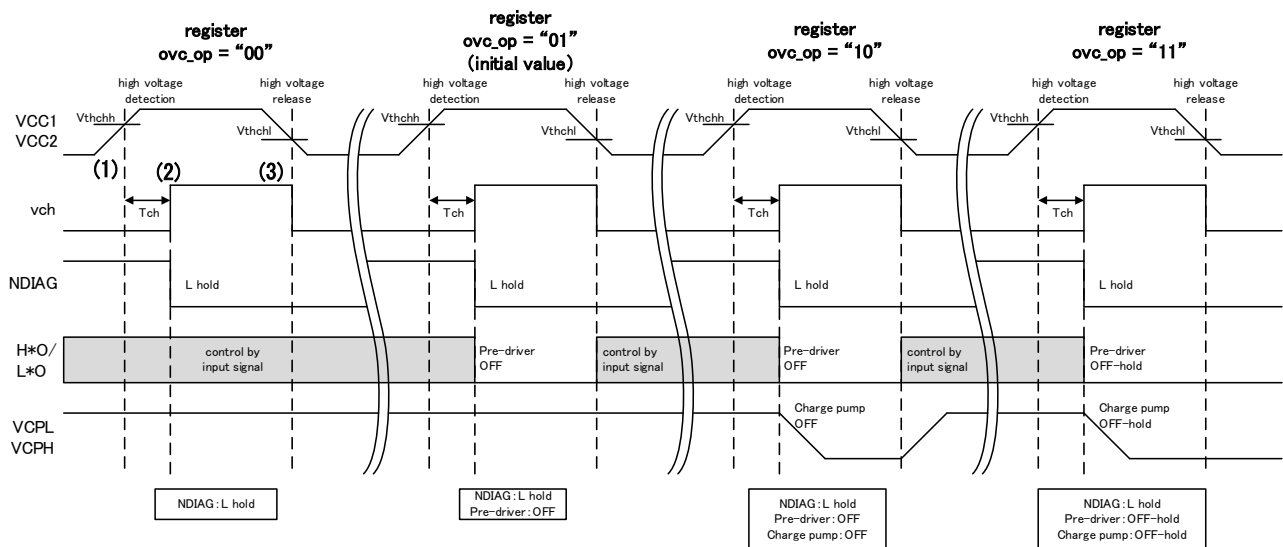 register
ovc_op = “00”
register
ovc_op = “01”
(initial value)
register
ovc_op = “10”
register
ovc_op = “11”
high voltage
detection
high voltage
release
high voltage
detection
high voltage
release
high voltage
detection
high voltage
release
high voltage
detection
high voltage
release
VCC1
VCC2
Vthchh
Vthchl
Vthchh
Vthchl
Vthchh
Vthchl
Vthchh
Vthchl
(1)
(2)
(3)
vch
Tch
Tch
Tch
Tch
NDIAG
L hold
L hold
L hold
L hold
H*O/
L*O
control by
input signal
Pre-driver
OFF
control by
input signal
Pre-driver
OFF
control by
input signal
Pre-driver
OFF-hold
VCPL
VCPH
Charge pump
OFF
Charge pump
OFF-hold
NDIAG:L hold
NDIAG:L hold
Pre-driver:OFF
NDIAG:L hold
Pre-driver:OFF
Charge pump:OFF
NDIAG:L hold
Pre-driver:OFF-hold
Charge pump:OFF-hold